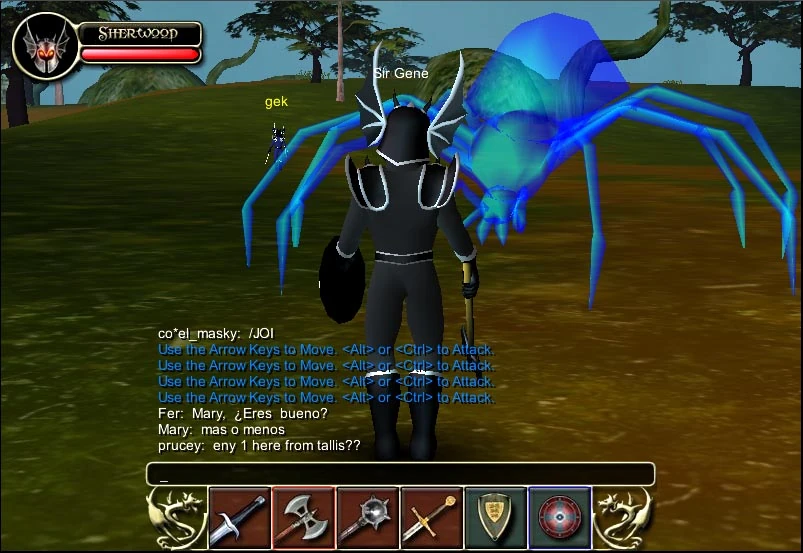 Sherwood
Sir Gene
gek
co*el_masky: /JOI
Use the Arrow Keys to Move. <Alt> or <Ctrl> to Attack.
Use the Arrow Keys to Move. <Alt> or <Ctrl> to Attack.
Use the Arrow Keys to Move. <Alt> or <Ctrl> to Attack.
Use the Arrow Keys to Move. <Alt> or <Ctrl> to Attack.
Fer: Mary, ¿Eres bueno?
Mary: mas o menos
prucey: eny 1 here from tallis??
_